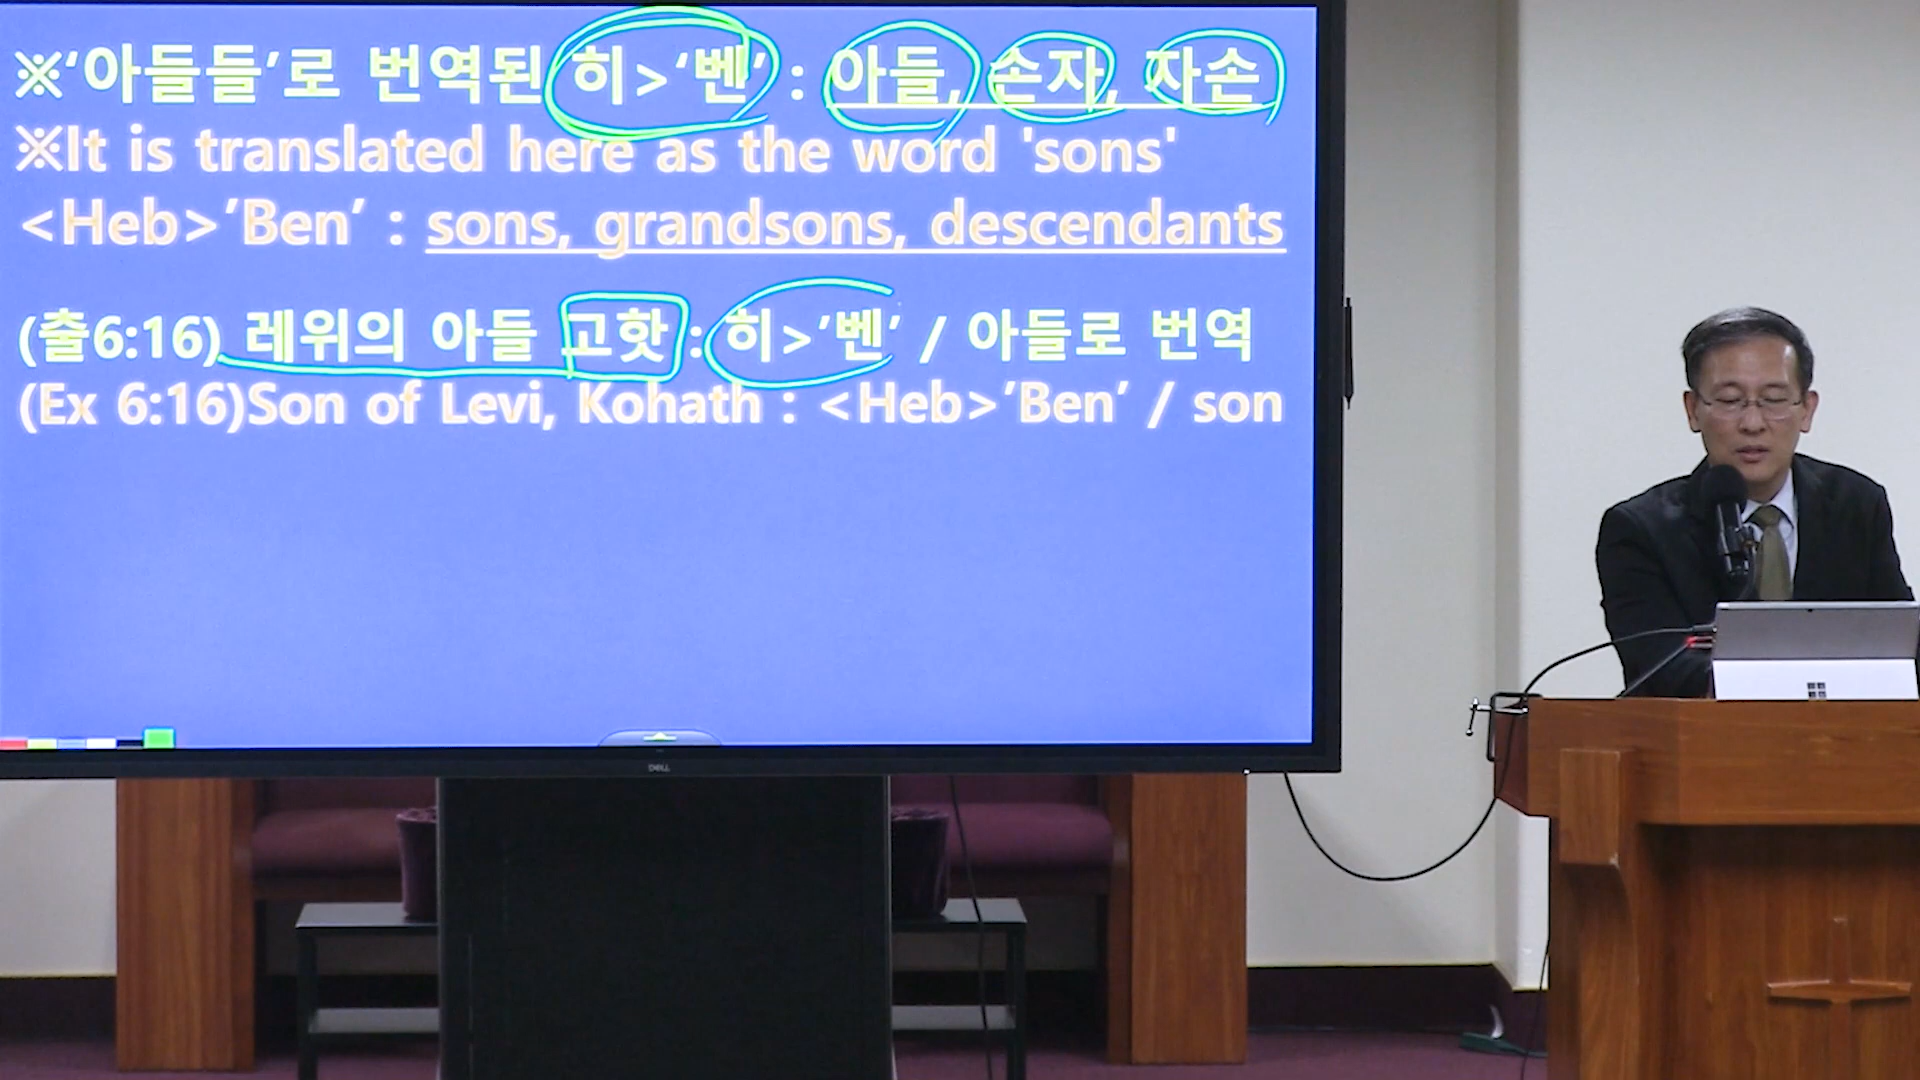 ※‘아들들’로 번역된 히>‘벤’ : 아들, 손자, 자손
※It is translated here as the word 'sons'
<Heb>’Ben’ : sons, grandsons, descendants
(출6:16) 레위의 아들 고핫 : 히>’벤’ / 아들로 번역
(Ex 6:16)Son of Levi, Kohath : <Heb>’Ben’ / son
DELL